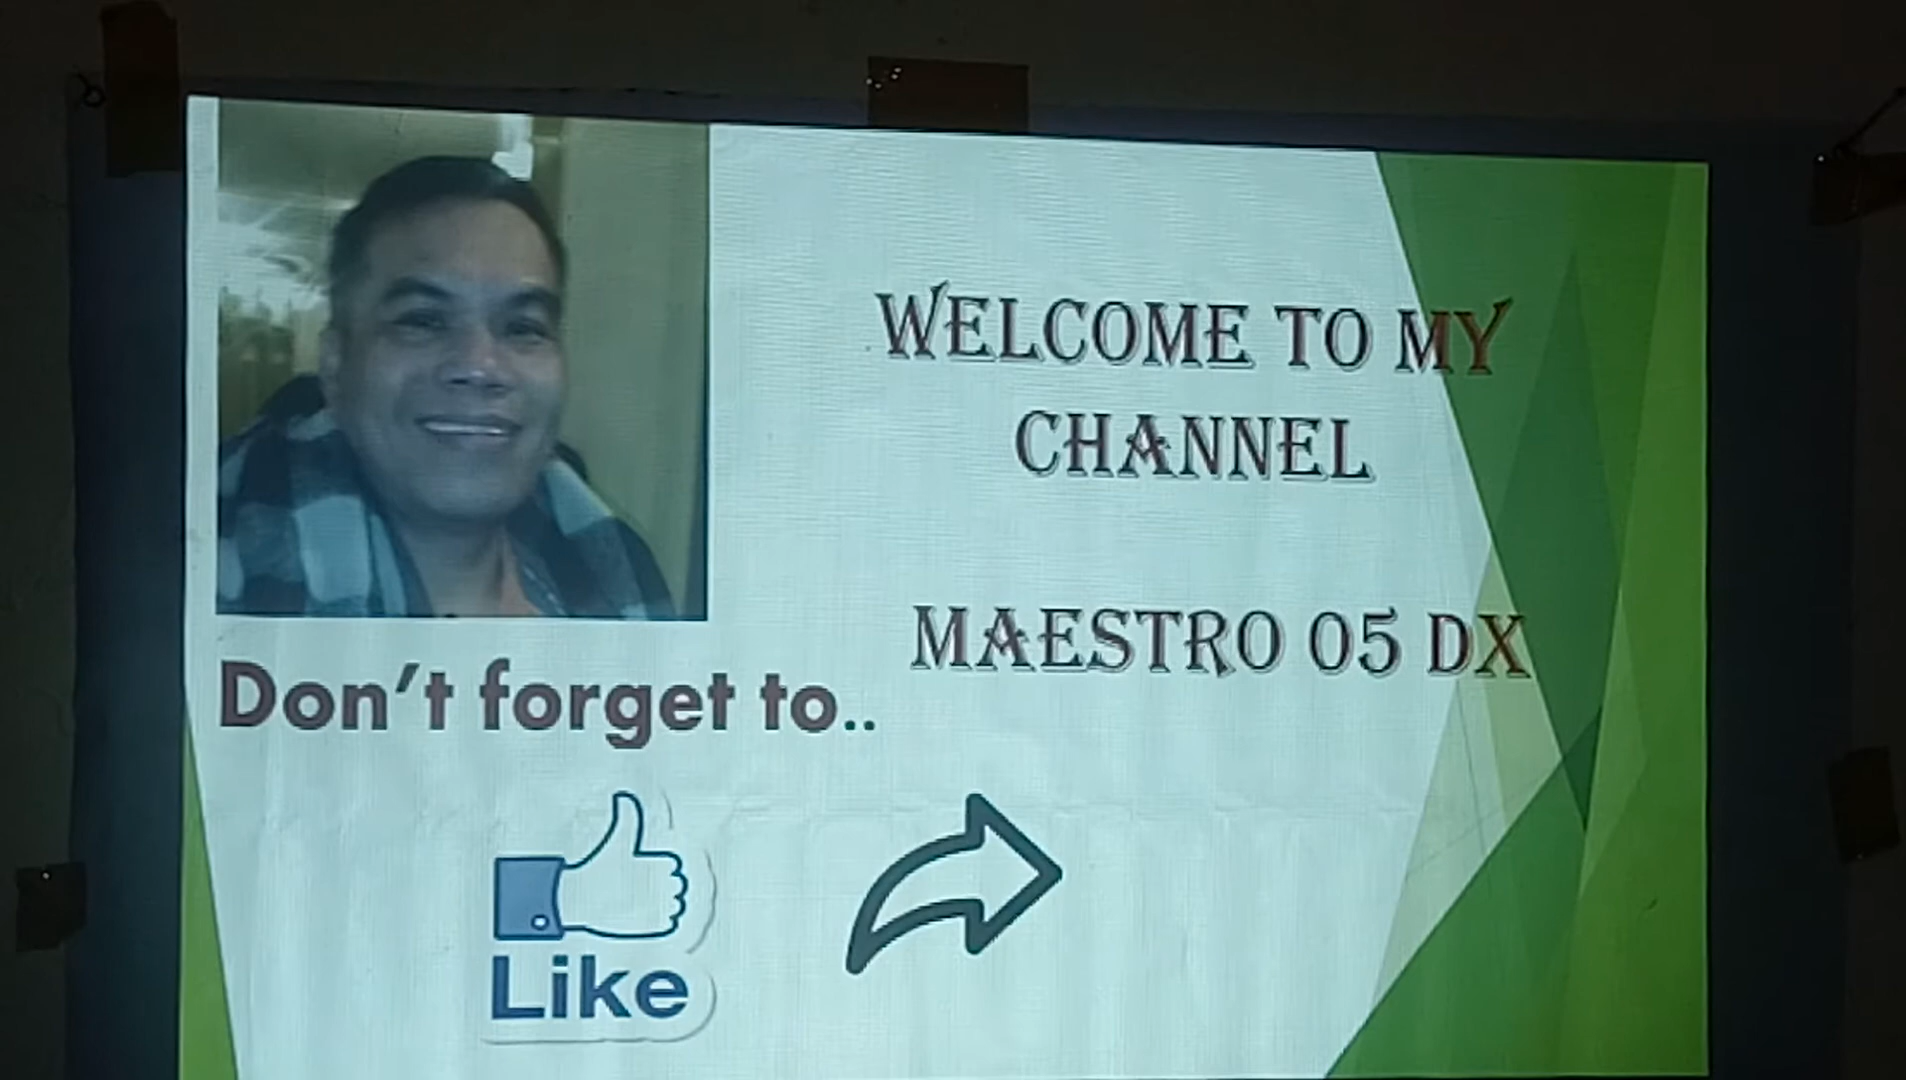 WELCOME TO MY
CHANNEL
MAESTRO 05 DX
Don't forget to..
Like